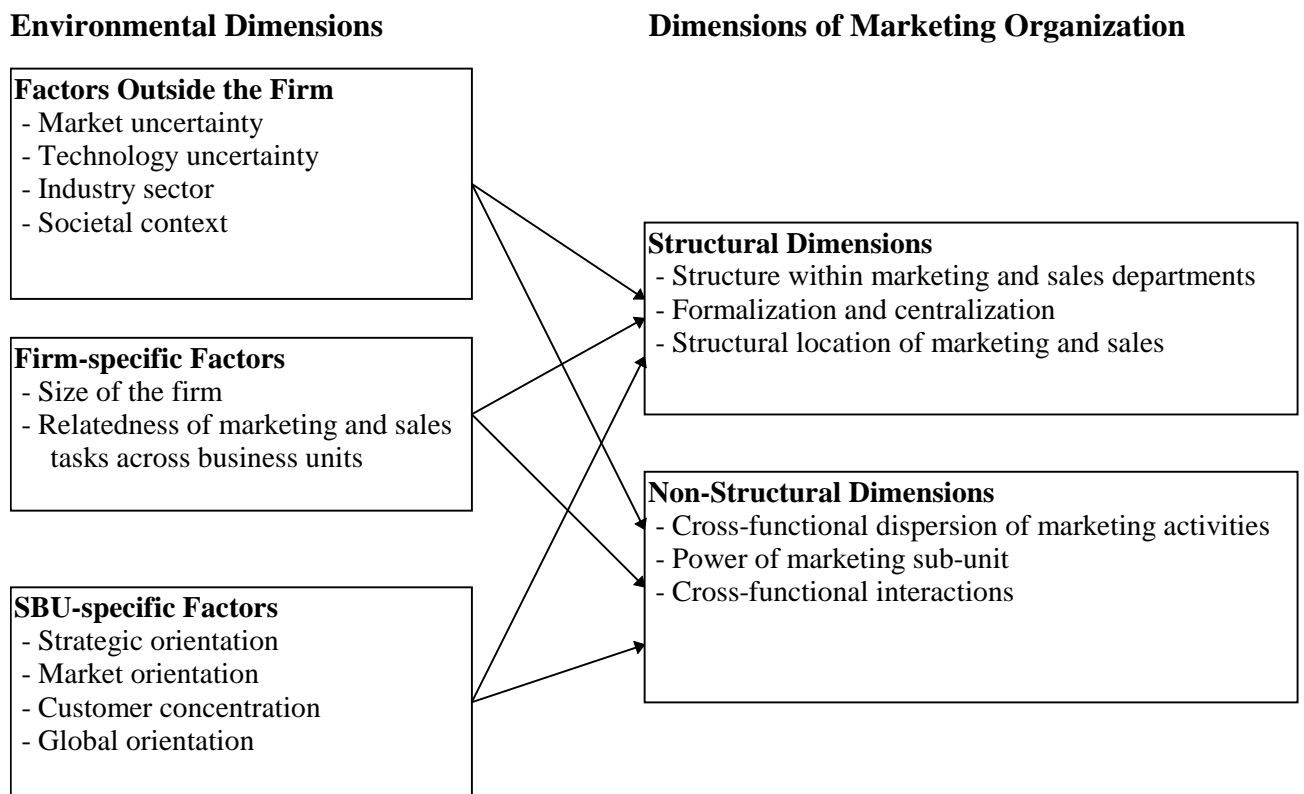 Environmental Dimensions
Dimensions of Marketing Organization
Factors Outside the Firm
- Market uncertainty
- Technology uncertainty
- Industry sector
- Societal context
Firm-specific Factors
- Size of the firm
- Relatedness of marketing and sales
tasks across business units
SBU-specific Factors
- Strategic orientation
- Market orientation
- Customer concentration
- Global orientation
Structural Dimensions
- Structure within marketing and sales departments
- Formalization and centralization
- Structural location of marketing and sales
Non-Structural Dimensions
- Cross-functional dispersion of marketing activities
- Power of marketing sub-unit
- Cross-functional interactions